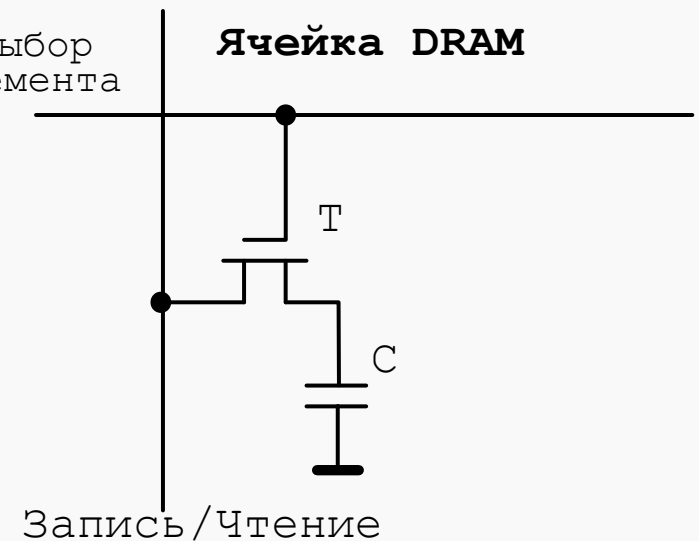 ыбор
емента
Ячейка DRAM
T
C
Запись/Чтение